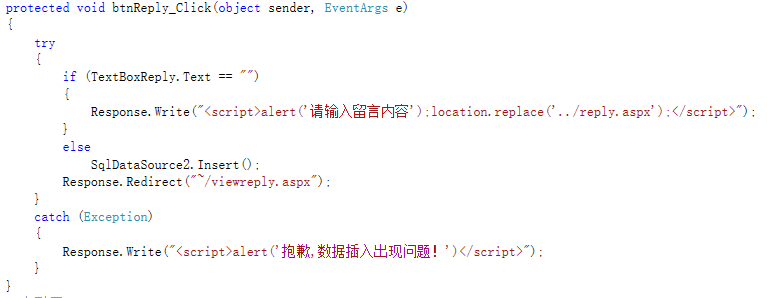 protected void btnReply_Click(object sender, EventArgs e)
{
try
{
if (TextBoxReply.Text == "")
{
Response.Write("<script>alert('请输入留言内容');location.replace('../reply.aspx');</script>");
}
else
SqlDataSource2.Insert();
Response.Redirect("~/viewreply.aspx");
}
catch (Exception)
{
Response.Write("<script>alert('抱歉,数据插入出现问题！')</script>");
}
}